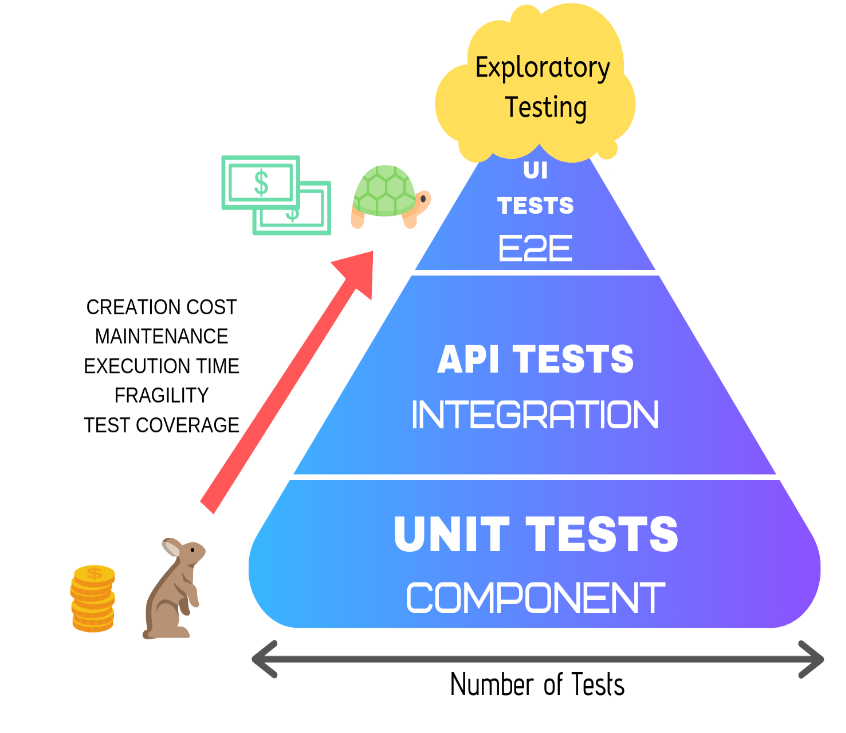 Exploratory
Testing
UI
TESTS
E2E
$
$
CREATION COST
MAINTENANCE
EXECUTION TIME
FRAGILITY
TEST COVERAGE
API TESTS
INTEGRATION
UNIT TESTS
COMPONENT
$
Number of Tests